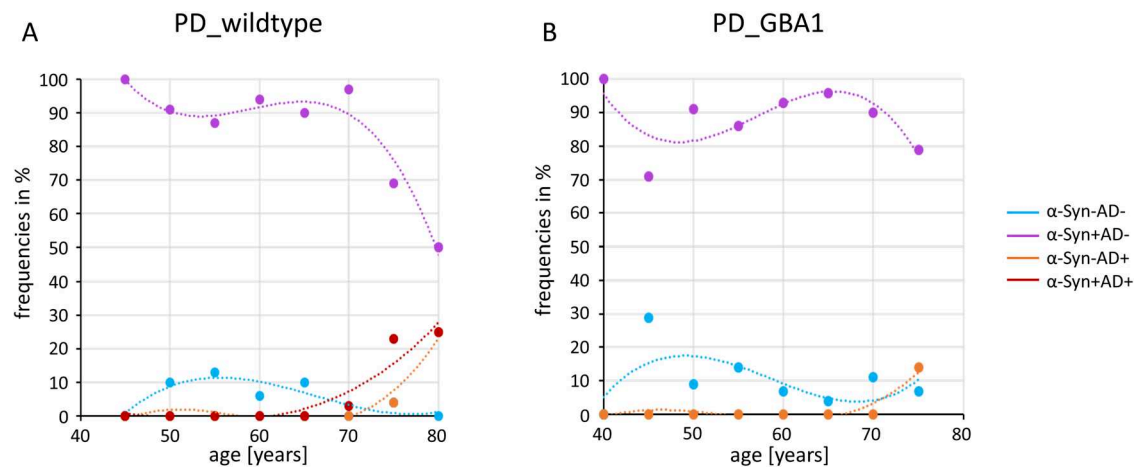 A
PD_wildtype
frequencies in %
100
90
80
70
60
50
40
30
20
10
0
40 50 60 70 80
age [years]
B
PD_GBA1
frequencies in %
100
90
80
70
60
50
40
30
20
10
0
40 50 60 70 80
age [years]
α-Syn-AD-
α-Syn+AD-
α-Syn-AD+
α-Syn+AD+